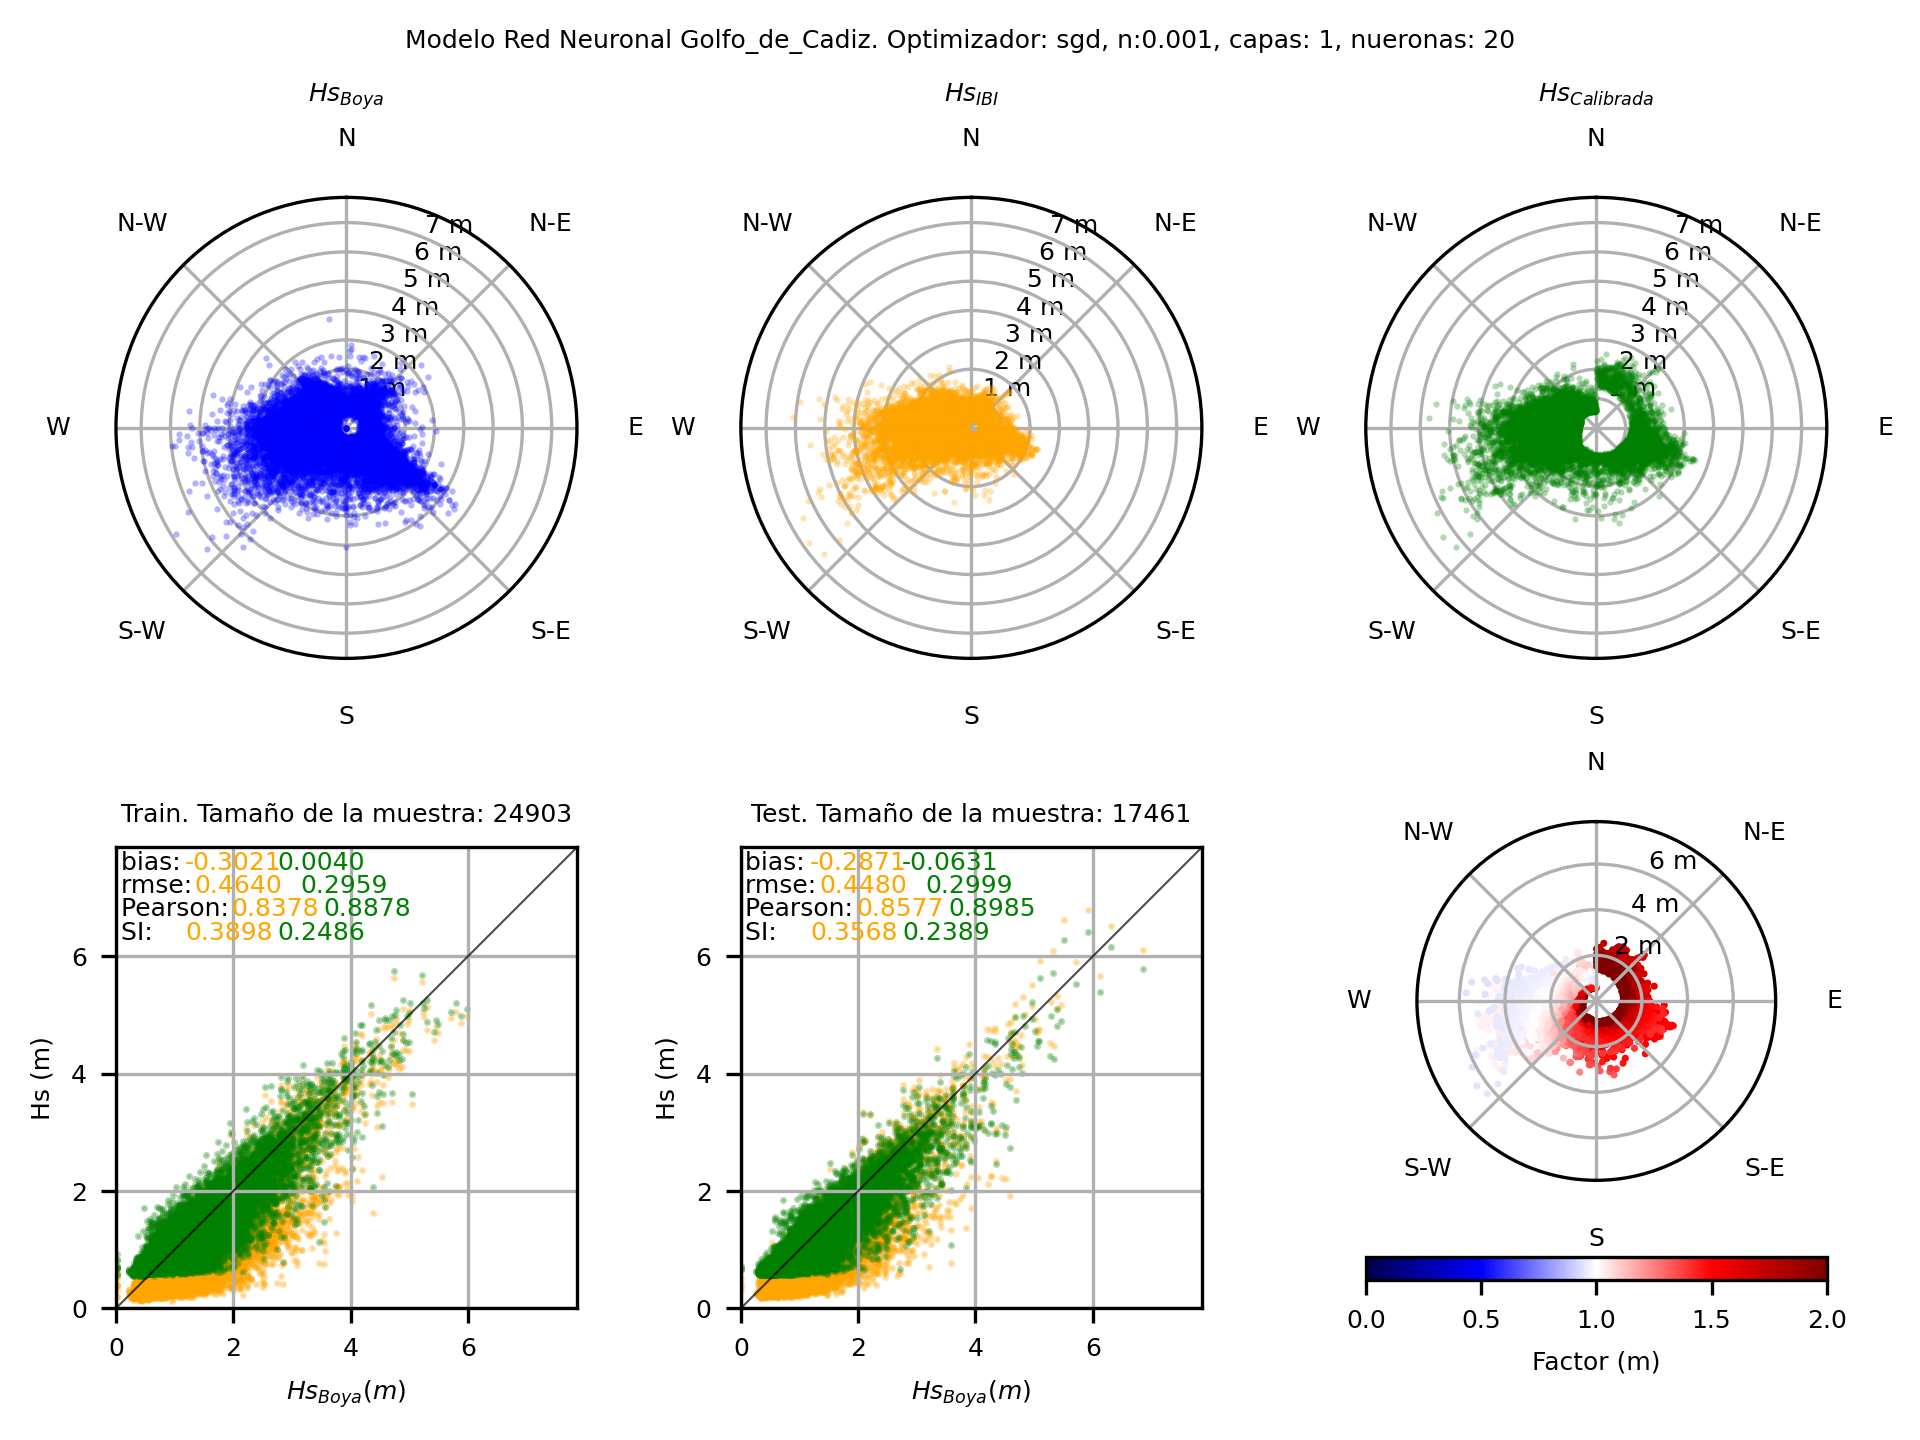 Modelo Red Neuronal Golfo_de_Cadiz. Optimizador: sgd, n:0.001, capas: 1, nueronas: 20
Hs_Boya
N
N-W
N-E
W
E
S-W
S-E
S
7 m
6 m
5 m
4 m
3 m
2 m
1 m
Hs_IBI
N
N-W
N-E
W
E
S-W
S-E
S
7 m
6 m
5 m
4 m
3 m
2 m
1 m
Hs_Calibrada
N
N-W
N-E
W
E
S-W
S-E
S
7 m
6 m
5 m
4 m
3 m
2 m
m
Train. Tamaño de la muestra: 24903
bias: -0.3021 0.0040
rmse: 0.4640 0.2959
Pearson: 0.8378 0.8878
SI: 0.3898 0.2486
Hs (m)
6
4
2
0
0 2 4 6
Hs_Boya(m)
Test. Tamaño de la muestra: 17461
bias: -0.2871 -0.0631
rmse: 0.4480 0.2999
Pearson: 0.8577 0.8985
SI: 0.3568 0.2389
Hs (m)
6
4
2
0
0 2 4 6
Hs_Boya(m)
N
N-W
N-E
W
E
S-W
S-E
S
6 m
4 m
2 m
0.0 0.5 1.0 1.5 2.0
Factor (m)